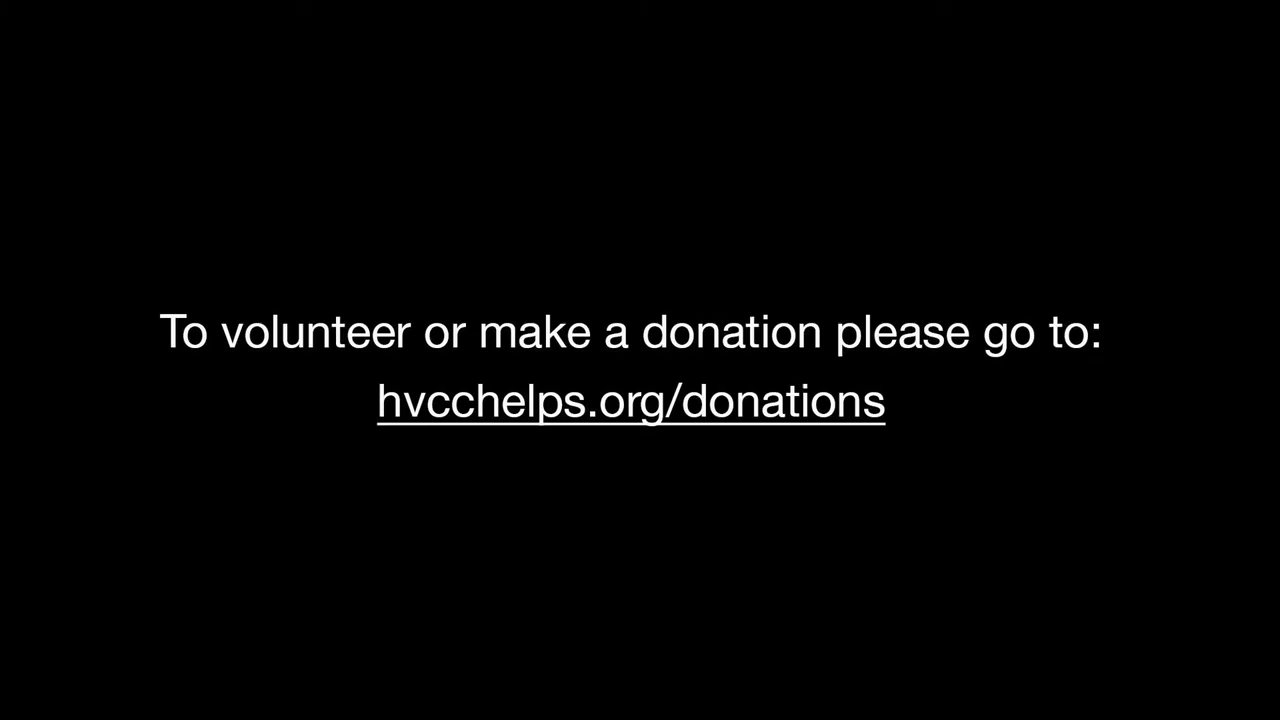 To volunteer or make a donation please go to:
hvcchelps.org/donations